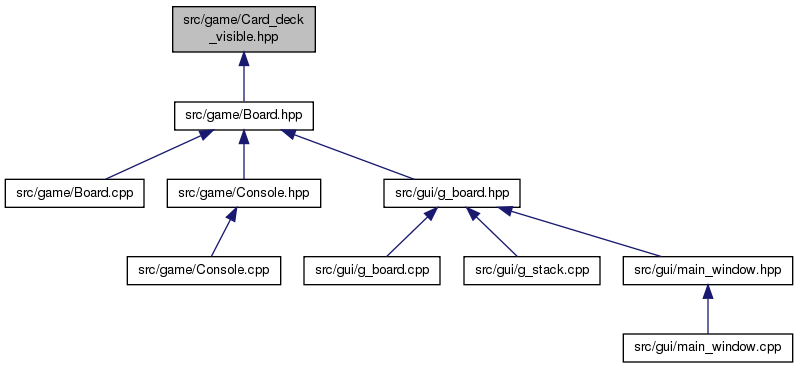 src/game/Card_deck
_visible.hpp
src/game/Board.hpp
src/game/Board.cpp
src/game/Console.hpp
src/gui/g_board.hpp
src/game/Console.cpp
src/gui/g_board.cpp
src/gui/g_stack.cpp
src/gui/main_window.hpp
src/gui/main_window.cpp